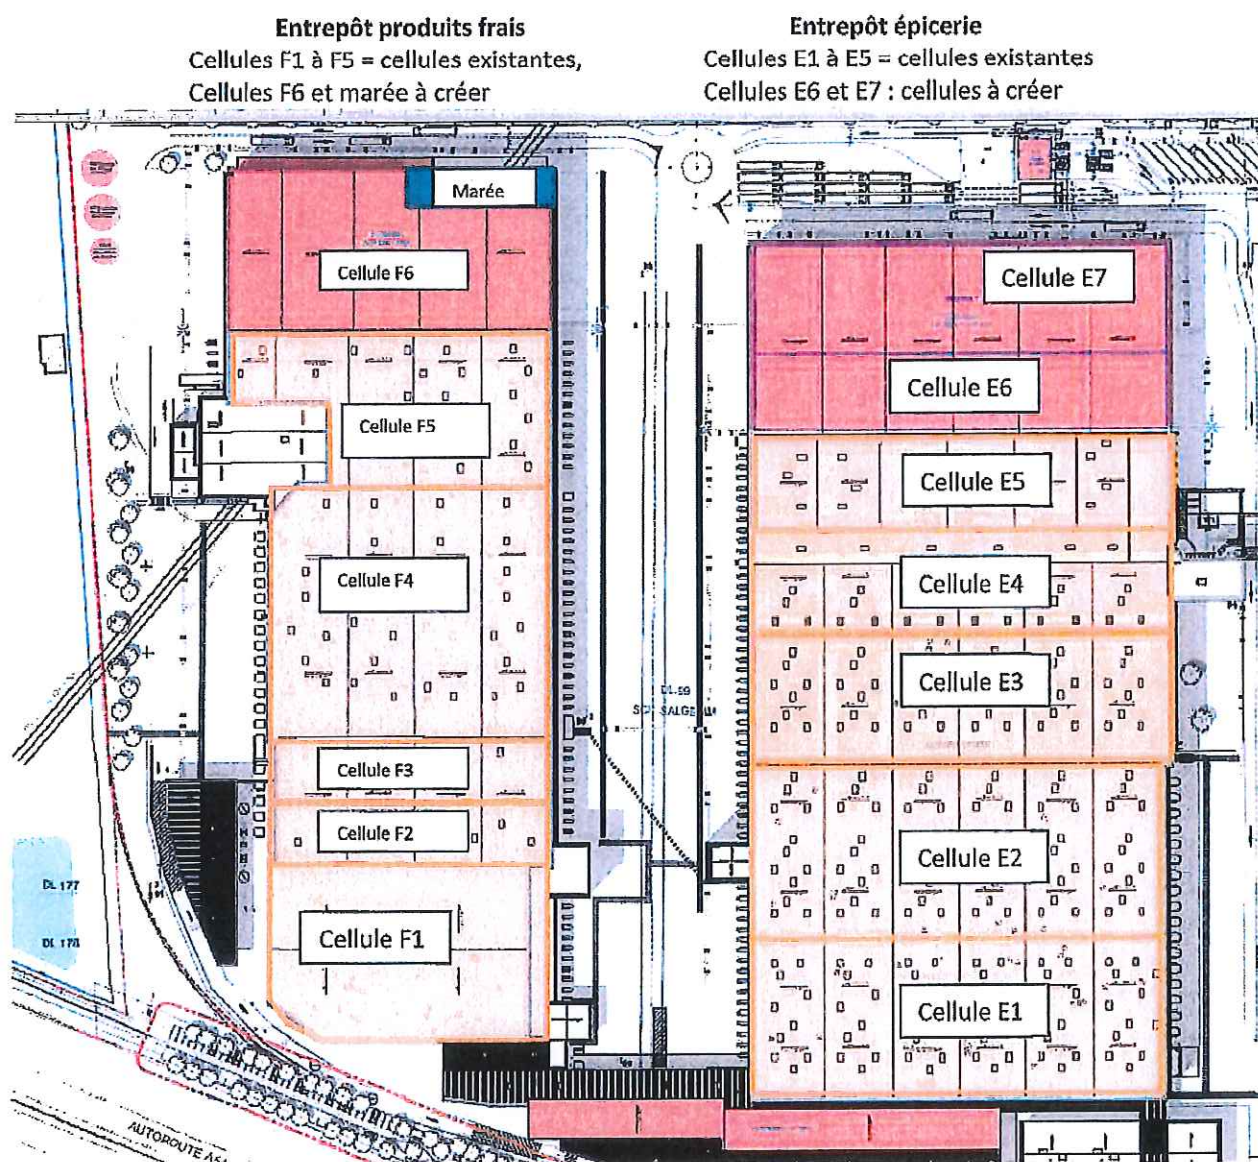 Entrepôt produits frais
Cellules F1 à F5 = cellules existantes,
Cellules F6 et marée à créer
Entrepôt épicerie
Cellules E1 à E5 = cellules existantes
Cellules E6 et E7 : cellules à créer
Marée
Cellule F6
Cellule F5
Cellule F4
Cellule F3
Cellule F2
Cellule F1
Cellule E7
Cellule E6
Cellule E5
Cellule E4
Cellule E3
Cellule E2
Cellule E1
DL 177
DL 178
AUTOROUTE